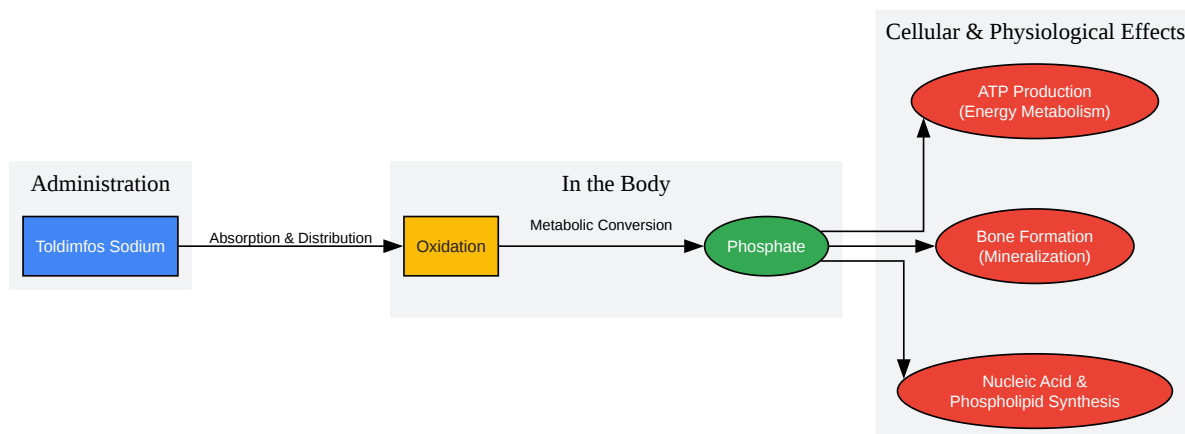 Administration
Toldimfos Sodium
Absorption & Distribution
In the Body
Oxidation
Metabolic Conversion
Phosphate
Cellular & Physiological Effects
ATP Production
(Energy Metabolism)
Bone Formation
(Mineralization)
Nucleic Acid &
Phospholipid Synthesis